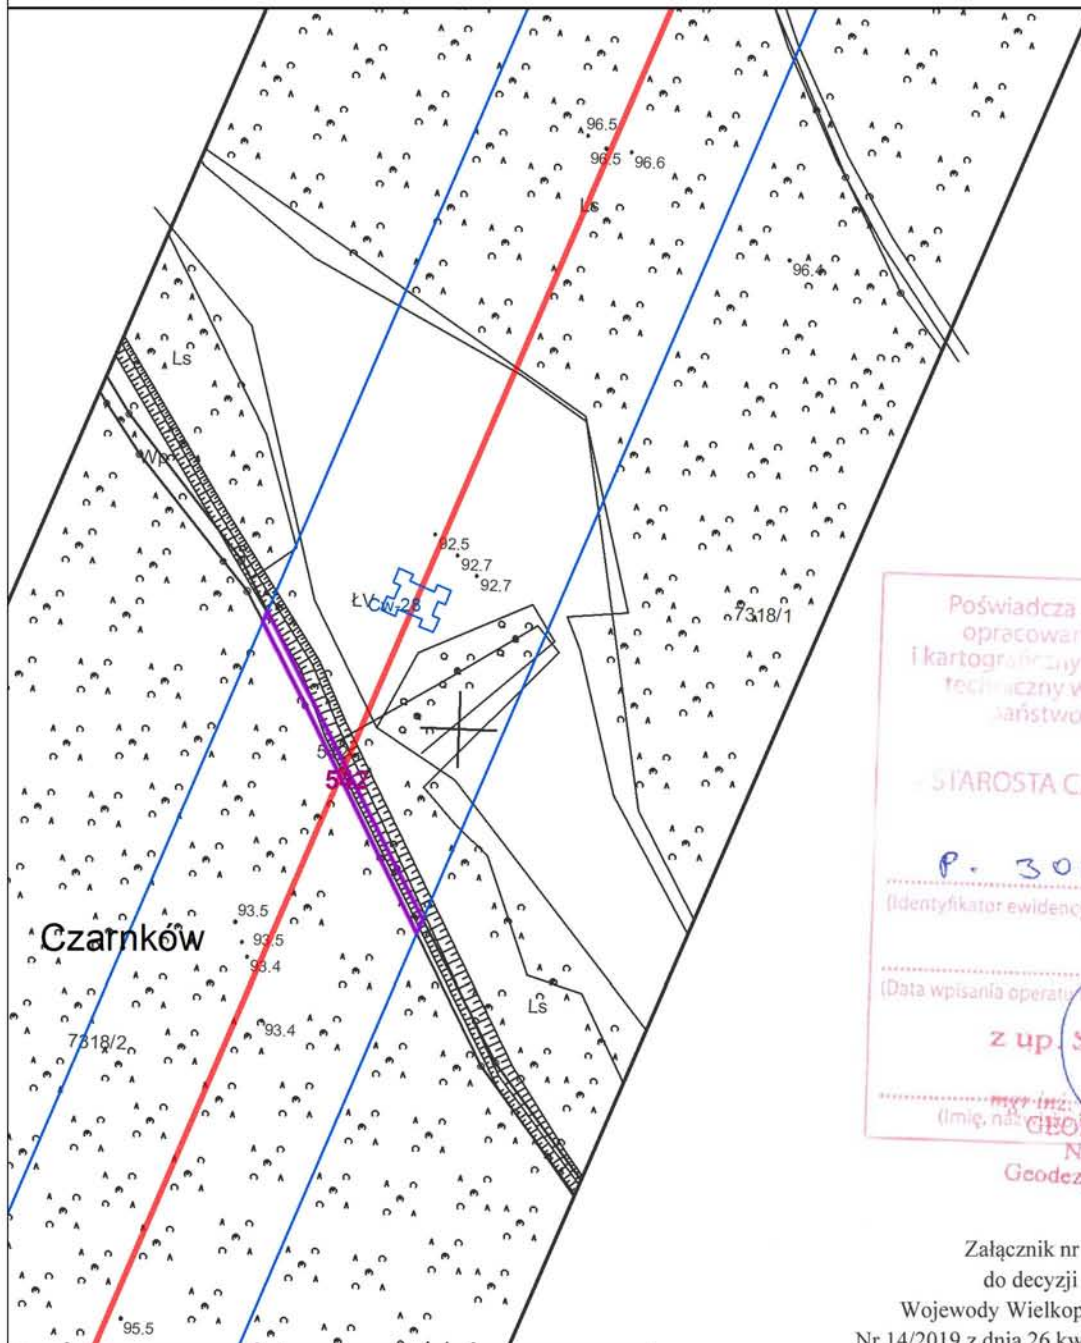 96.5
96.5
96.6
Ls
96.4
Ls
Wp
92.5
92.7
92.7
ŁV
CW-23
7318/1
Poświadcza
opracowan
i kartograficzny
techniczny w
państwo
STAROSTA C
P. 30
(Identyfikator ewidenc
93.5
Czarnków
93.5
93.4
(Data wpisania operatu
Ls
93.4
7318/2
z up. S
mgr inż.
(Imię,
GEO
N
Geodez
Załącznik nr
do decyzji
Wojewody Wielkop
Nr 14/2019 z dnia 26 kw
95.5